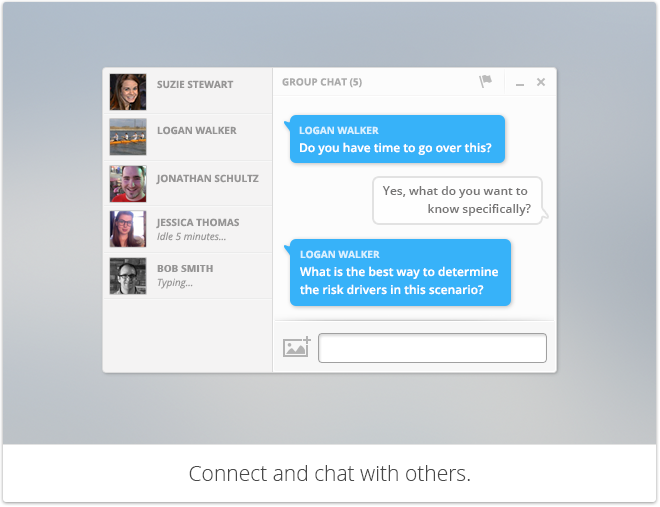 SUZIE STEWART
LOGAN WALKER
JONATHAN SCHULTZ
JESSICA THOMAS
Idle 5 minutes...
BOB SMITH
Typing...
GROUP CHAT (5)
LOGAN WALKER
Do you have time to go over this?
Yes, what do you want to
know specifically?
LOGAN WALKER
What is the best way to determine
the risk drivers in this scenario?
Connect and chat with others.